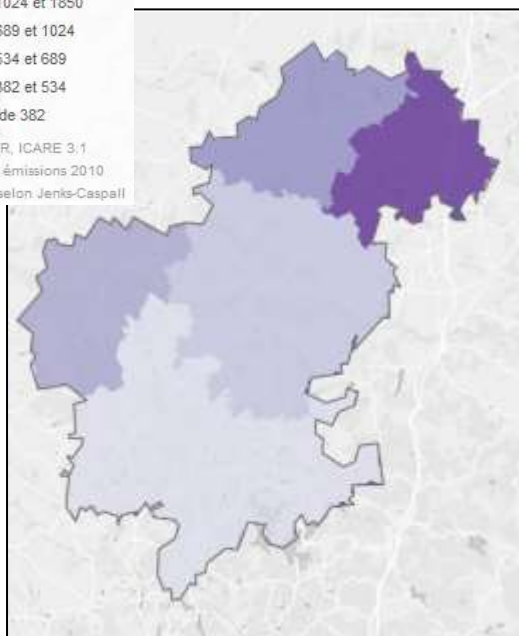 1024 et 1850
689 et 1024
534 et 689
382 et 534
de 382
R, ICARE 3.1
émissions 2010
selon Jenks-Caspall